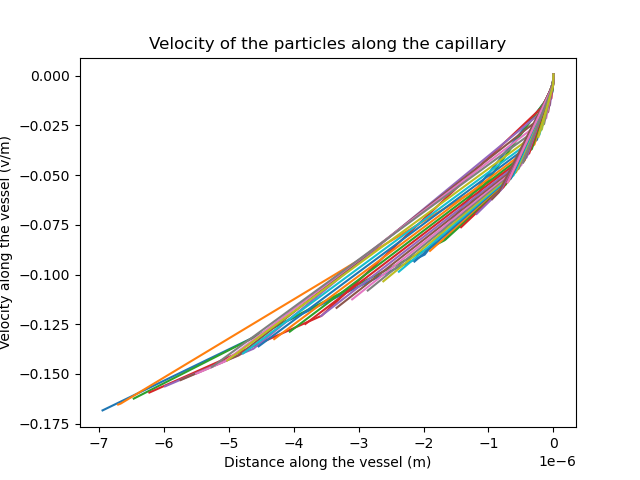 Velocity of the particles along the capillary
Velocity along the vessel (v/m)
0.000
−0.025
−0.050
−0.075
−0.100
−0.125
−0.150
−0.175
−7 −6 −5 −4 −3 −2 −1 0
1e−6
Distance along the vessel (m)